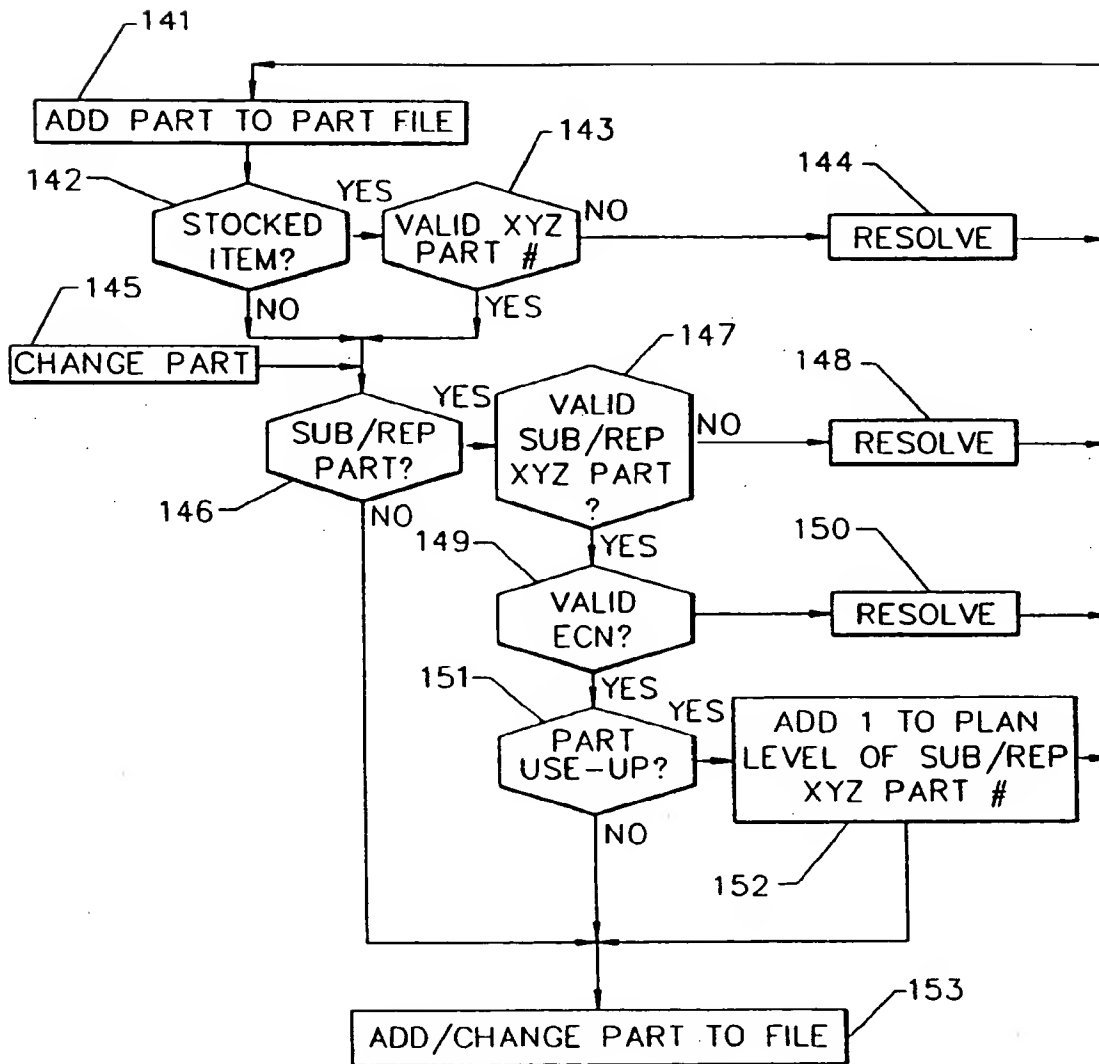 141
ADD PART TO PART FILE
143
142
YES
144
STOCKED
ITEM?
VALID XYZ
PART #
NO
RESOLVE
145
NO
YES
CHANGE PART
147
148
YES
VALID
SUB/REP
XYZ PART
?
SUB/REP
PART?
NO
RESOLVE
146
NO
YES
149
150
VALID
ECN?
RESOLVE
151
YES
YES
PART
USE-UP?
ADD 1 TO PLAN
LEVEL OF SUB/REP
XYZ PART #
NO
152
153
ADD/CHANGE PART TO FILE